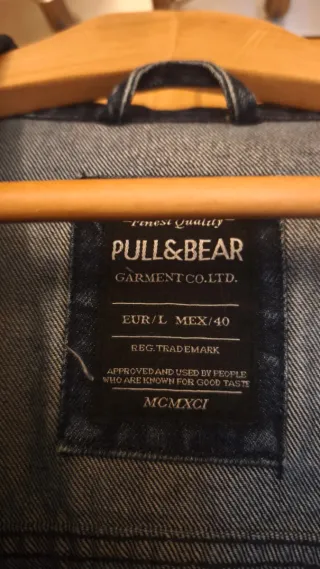 Finest Quality
PULL&BEAR
GARMENT CO.LTD.
EUR/L MEX/40
REG.TRADEMARK
APPROVED AND USED BY PEOPLE
WHO ARE KNOWN FOR GOOD TASTE
MCMXCI